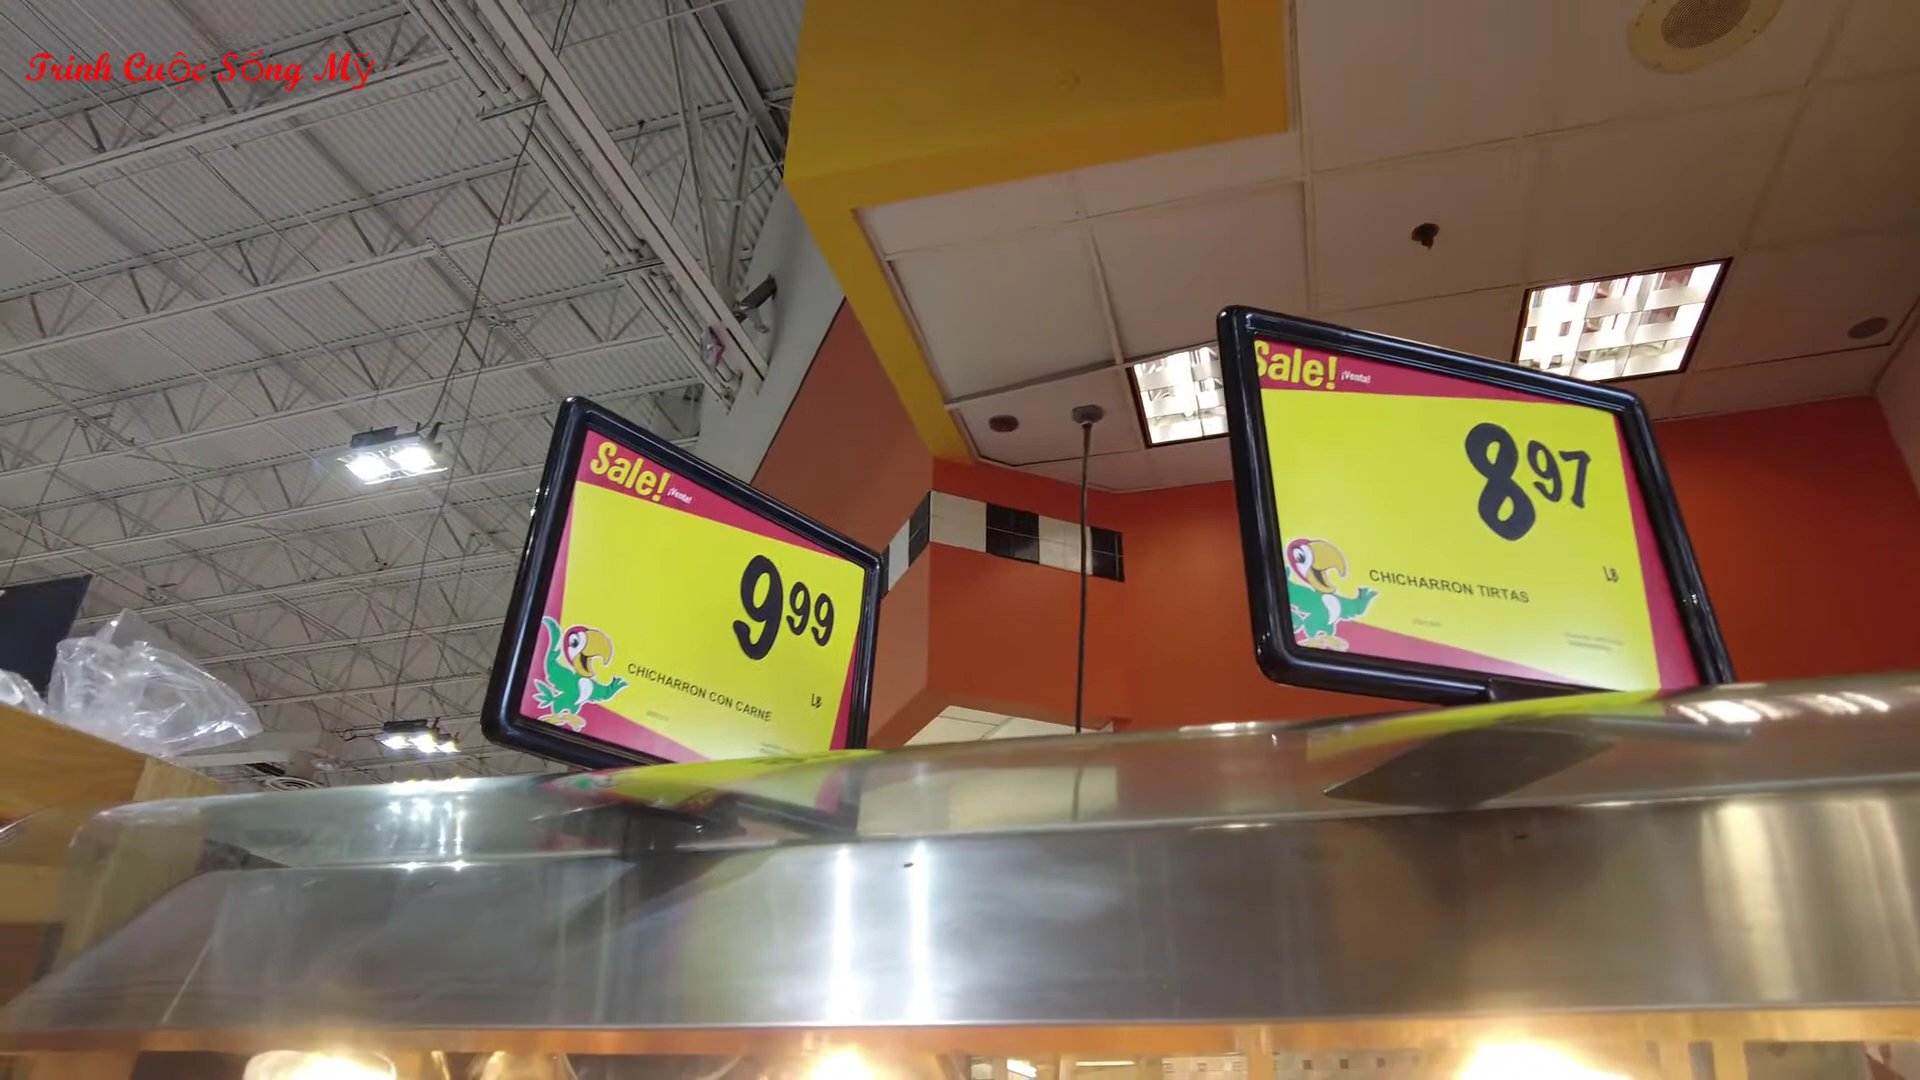 Trinh Cuộc Sống Mỹ
Sale! ¡Venta!
9 99
CHICHARRON CON CARNE
LB
Sale! ¡Venta!
8 97
LB
CHICHARRON TIRTAS